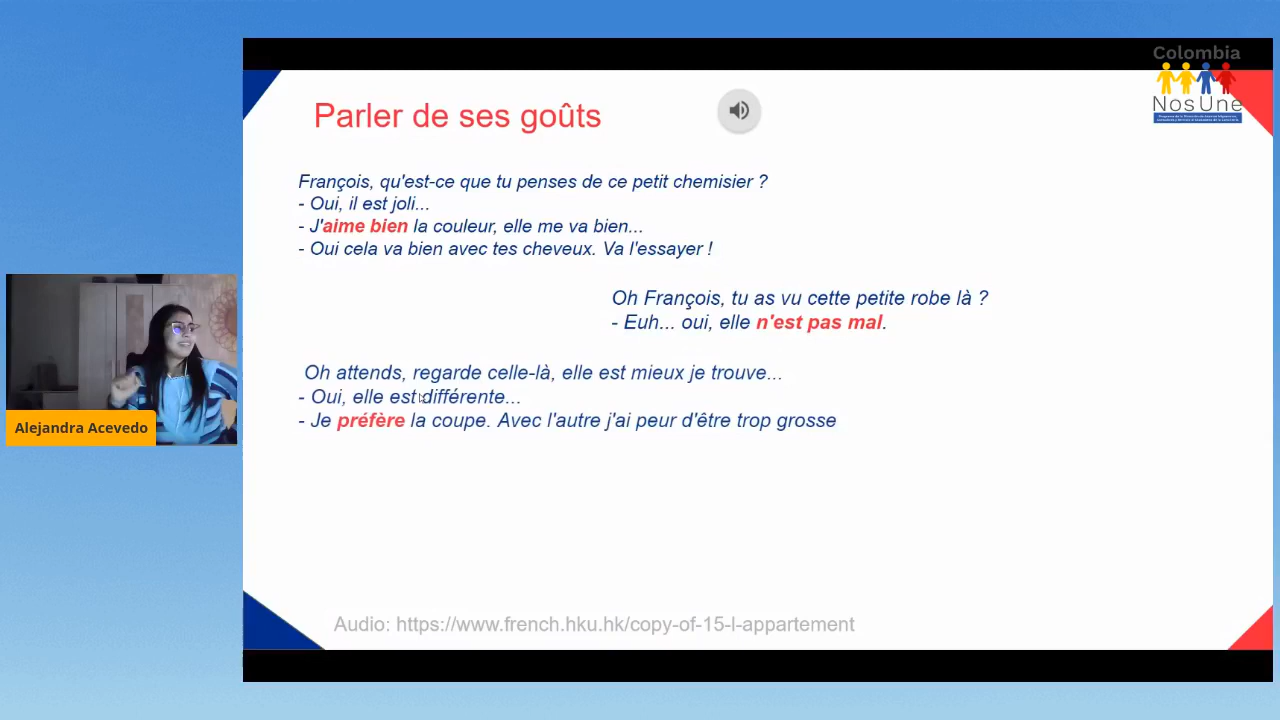 Colombia
NosUne
Parler de ses goûts
François, qu'est-ce que tu penses de ce petit chemisier ?
- Oui, il est joli...
- J'aime bien la couleur, elle me va bien...
- Oui cela va bien avec tes cheveux. Va l'essayer !
Oh François, tu as vu cette petite robe là ?
- Euh... oui, elle n'est pas mal.
Oh attends, regarde celle-là, elle est mieux je trouve...
- Oui, elle est différente...
- Je préfère la coupe. Avec l'autre j'ai peur d'être trop grosse
Alejandra Acevedo
Audio: https://www.french.hku.hk/copy-of-15-l-appartement